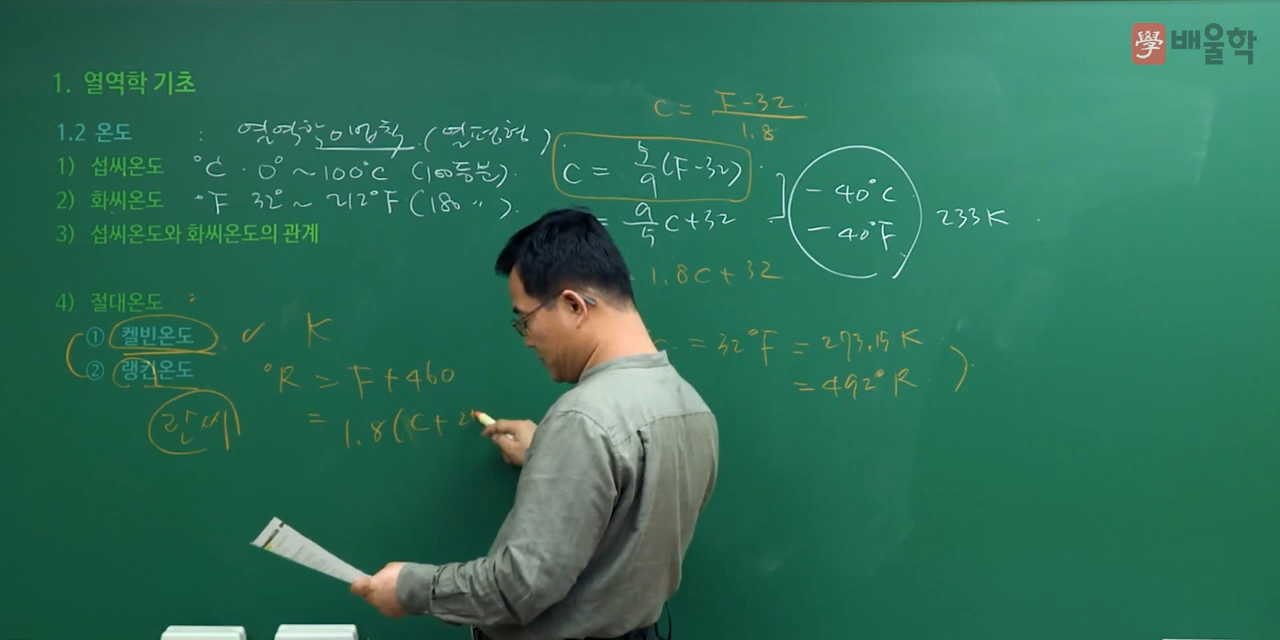 學 배울학
1. 열역학 기초
C = F-32 / 1.8
1.2 온도 : 열역학 0법칙 (열평형)
1) 섭씨온도 °C · 0° ~ 100°C (100등분).
C = 5/9 (F-32)
-40°C
2) 화씨온도 °F 32° ~ 212°F (180 〃).
= 9/5 C+32
-40°F
233K
3) 섭씨온도와 화씨온도의 관계
= 1.8C+32
4) 절대온도 :
① 켈빈온도 ✓ K
= 32°F = 273.15 K
② 랭킨온도 °R = F+460
= 492°R
란씨
= 1.8(C+2